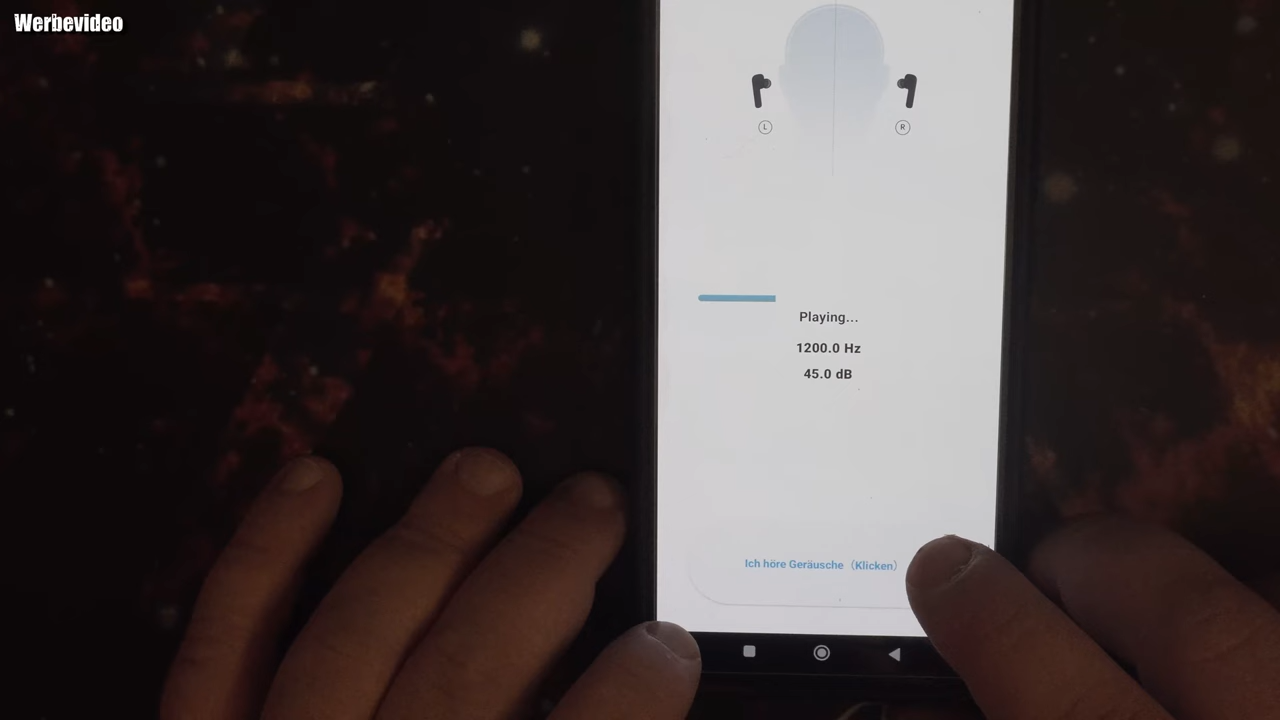 Werbevideo
L
R
Playing...
1200.0 Hz
45.0 dB
Ich höre Geräusche（Klicken）